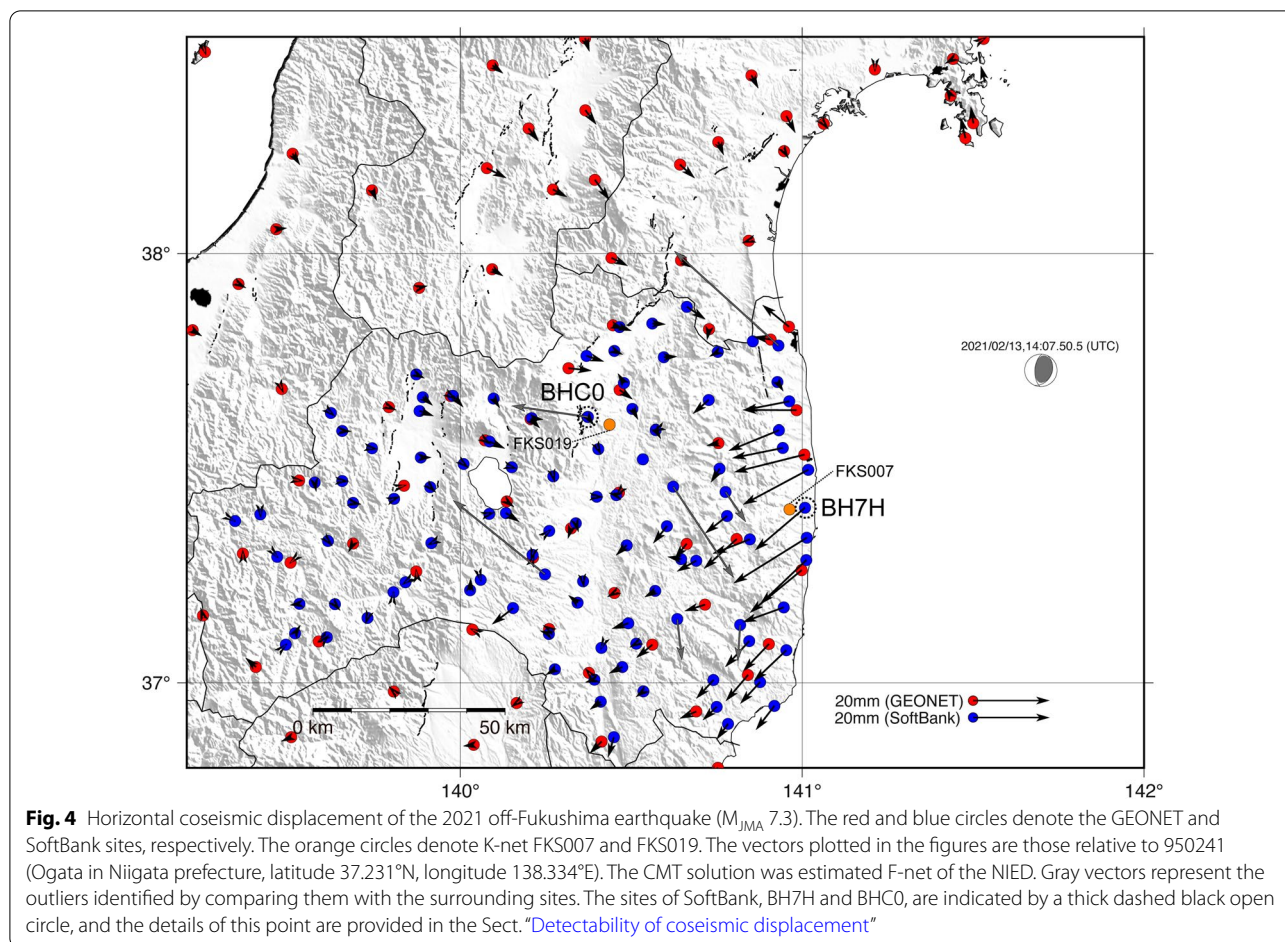 38°
2021/02/13,14:07.50.5 (UTC)
BHC0
FKS019
FKS007
BH7H
37°
20mm (GEONET)
20mm (SoftBank)
0 km
50 km
140°
141°
142°
Fig. 4 Horizontal coseismic displacement of the 2021 off-Fukushima earthquake (MJMA 7.3). The red and blue circles denote the GEONET and
SoftBank sites, respectively. The orange circles denote K-net FKS007 and FKS019. The vectors plotted in the figures are those relative to 950241
(Ogata in Niigata prefecture, latitude 37.231°N, longitude 138.334°E). The CMT solution was estimated F-net of the NIED. Gray vectors represent the
outliers identified by comparing them with the surrounding sites. The sites of SoftBank, BH7H and BHC0, are indicated by a thick dashed black open
circle, and the details of this point are provided in the Sect. “Detectability of coseismic displacement”